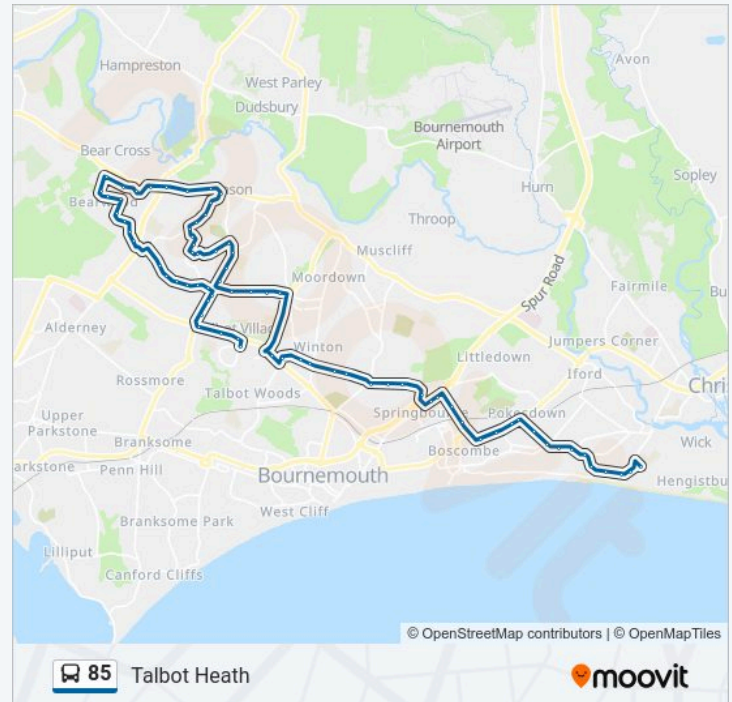 Avon
Hampreston
West Parley
Dudsbury
Bournemouth
Airport
Bear Cross
Hurn
Sopley
Throop
Muscliff
Spur Road
Moordown
Fairmile
Alderney
Winton
Jumpers Corner
Littledown
Iford
Rossmore
Talbot Woods
Upper
Parkstone
Springbourne
Pokesdown
Branksome
Boscombe
Wick
Penn Hill
Bournemouth
West Cliff
Branksome Park
Lilliput
Canford Cliffs
© OpenStreetMap contributors | © OpenMapTiles
85 Talbot Heath
moovit